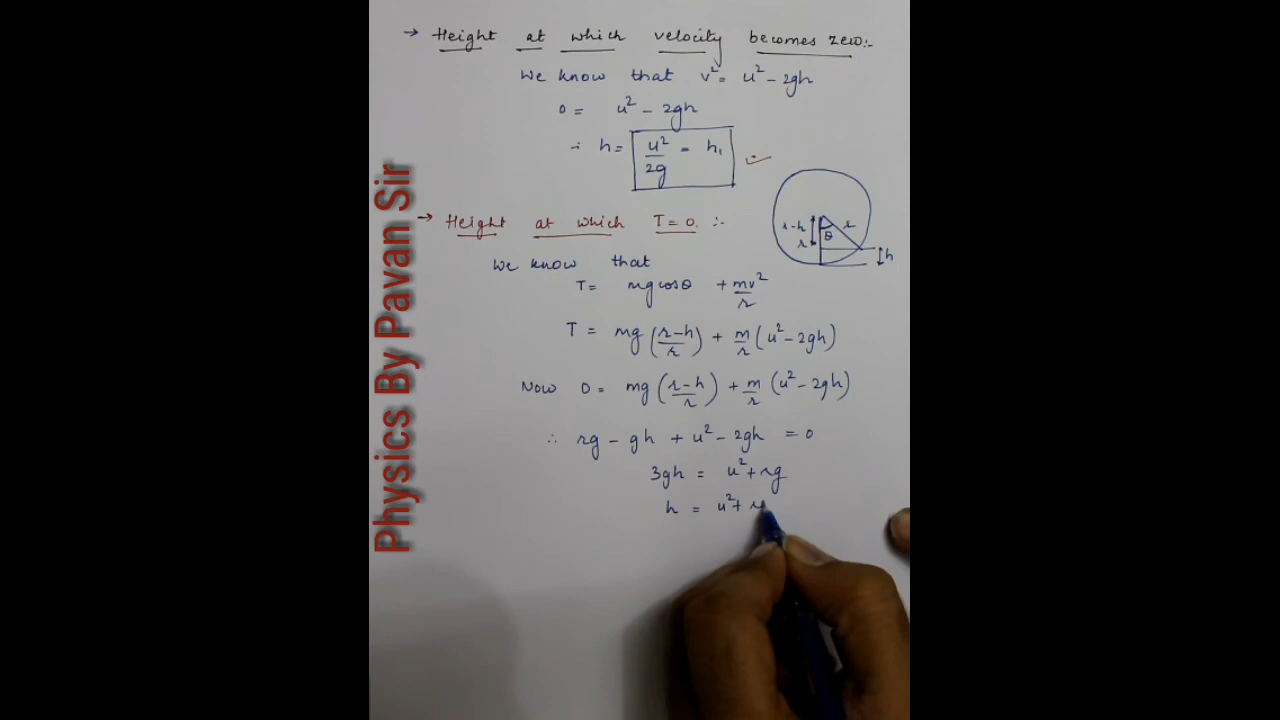 → Height at which velocity becomes zero:-
We know that v² = u² - 2gh
0 = u² - 2gh
∴ h = u²/2g = h₁
→ Height at which T = 0. :-
r-h
r
θ
r
h
We know that
T = mg cosθ + mv²/r
T = mg (r-h/r) + m/r (u² - 2gh)
Now 0 = mg (r-h/r) + m/r (u² - 2gh)
∴ rg - gh + u² - 2gh = 0
3gh = u² + rg
h = u² + r
Physics By Pavan Sir